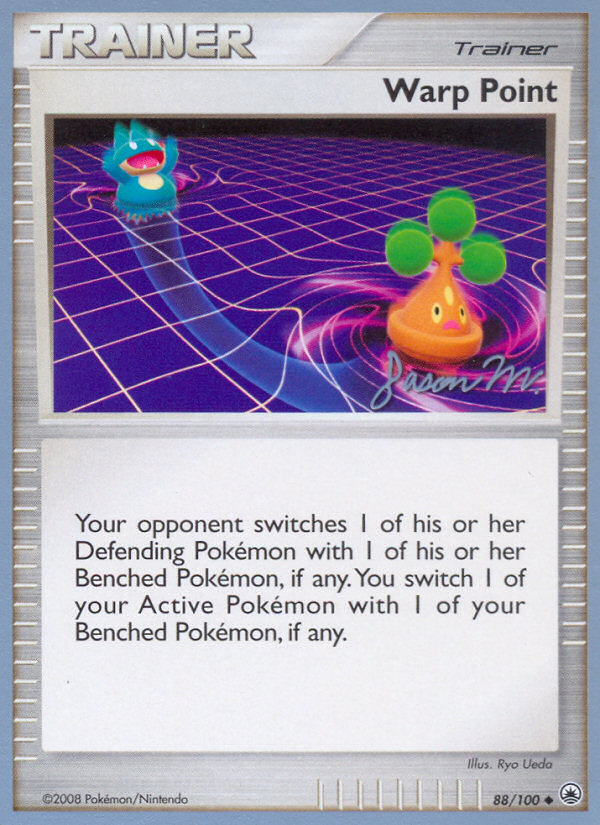 TRAINER
Trainer
Warp Point
Jason M.
Your opponent switches 1 of his or her
Defending Pokémon with 1 of his or her
Benched Pokémon, if any. You switch 1 of
your Active Pokémon with 1 of your
Benched Pokémon, if any.
Illus. Ryo Ueda
©2008 Pokémon/Nintendo
88/100